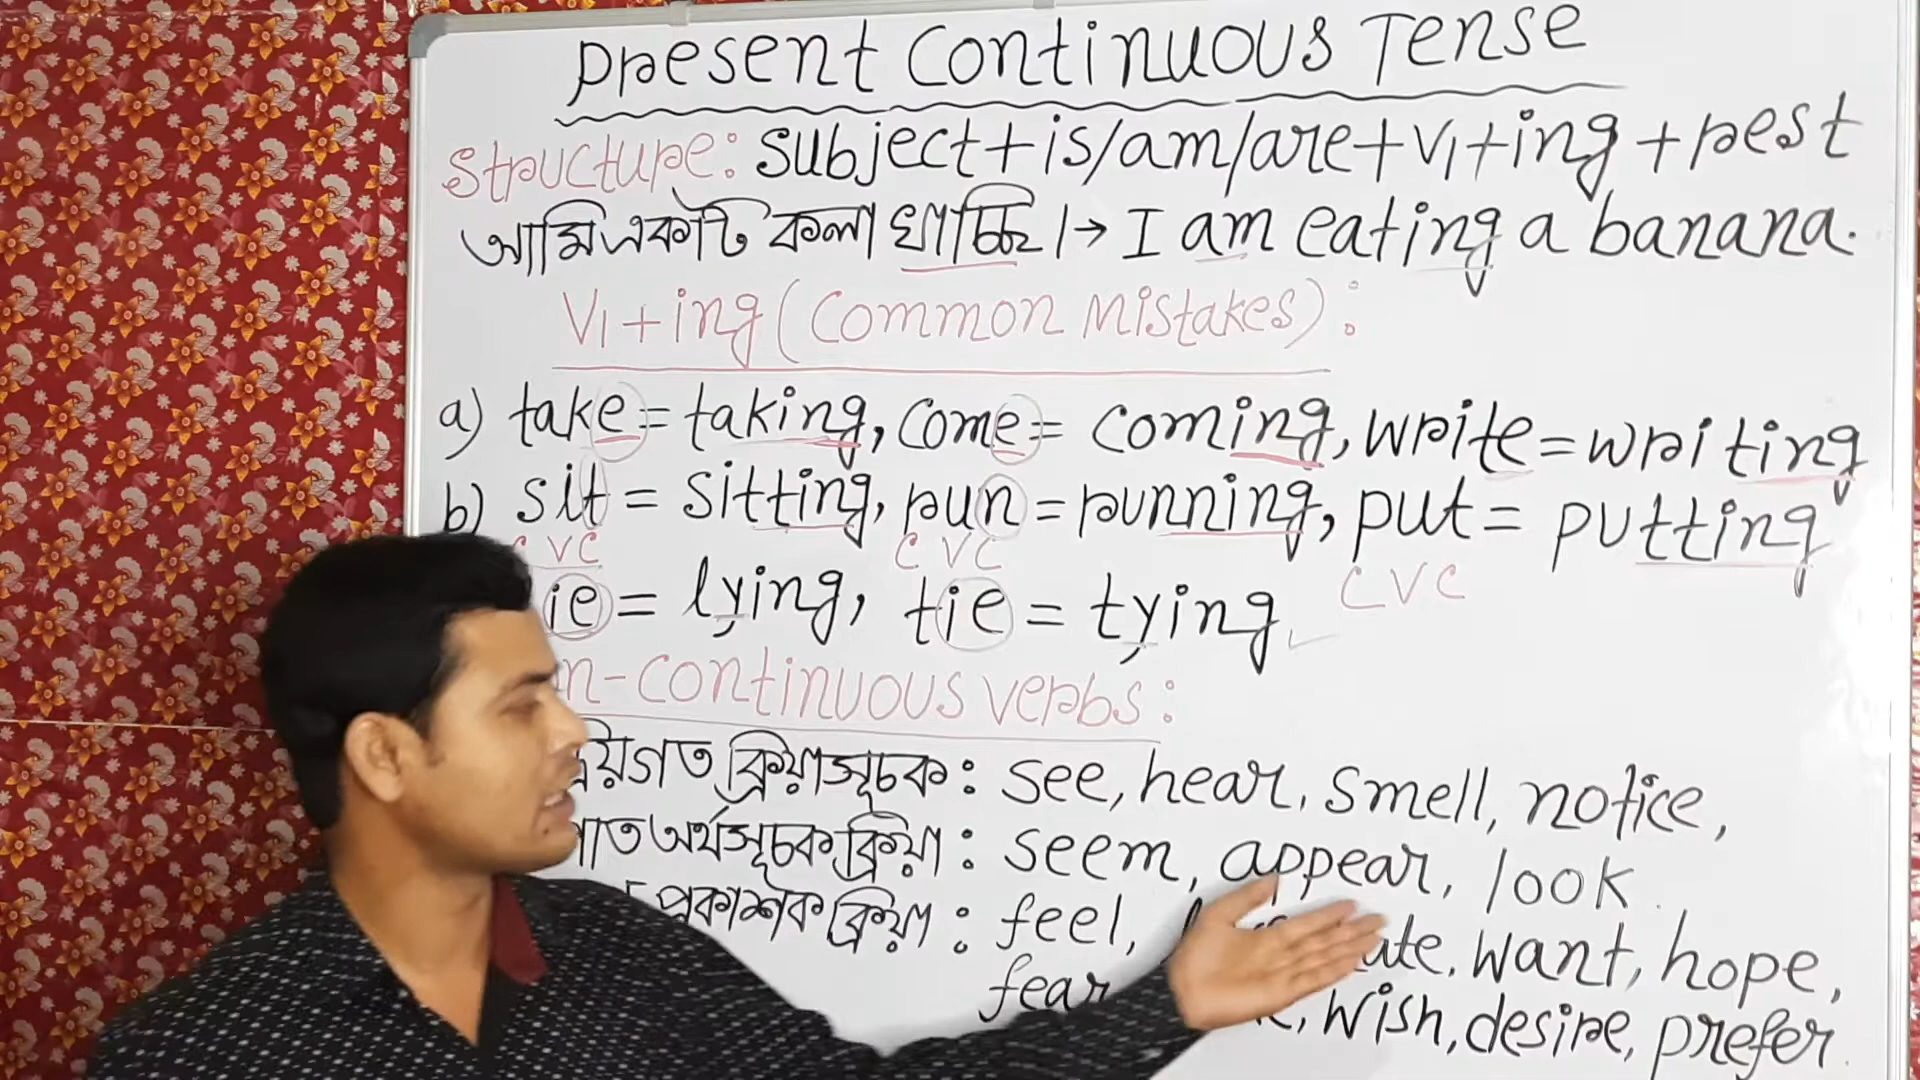 Present Continuous Tense
Structure: Subject+is/am/are+V1+ing+rest
আমি একটি কলা খাচ্ছি।→ I am eating a banana.
V1+ing (Common Mistakes):
a) take = taking, come = coming, write = writing
b) sit = sitting, run = running, put = putting
C V C C V C C V C
ie = lying, tie = tying
n-continuous verbs:
ক্রিয়াসূচক: see, hear, smell, notice,
অর্থসূচক ক্রিয়া: seem, appear, look.
প্রকাশক ক্রিয়া: feel, want, hope,
fear, wish, desire, prefer.